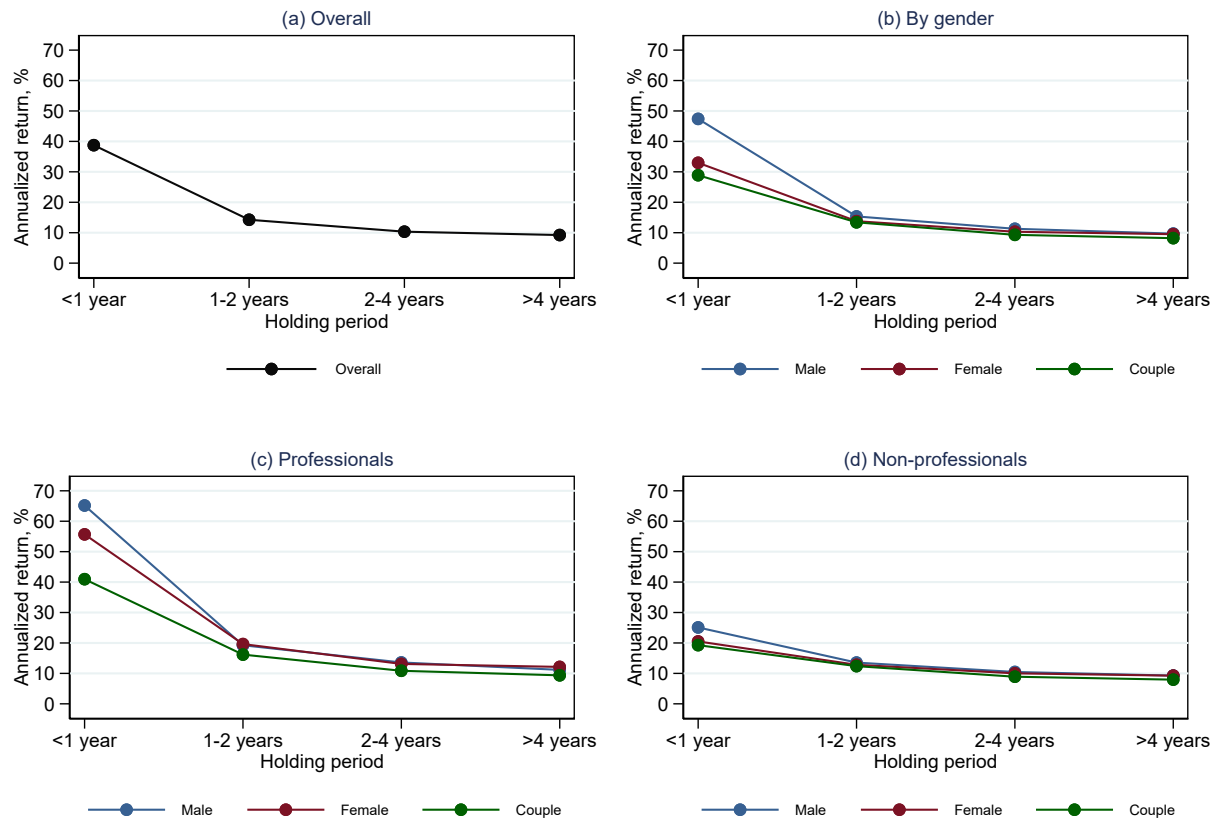 (a) Overall
Annualized return, %
70
60
50
40
30
20
10
0
<1 year 1-2 years 2-4 years >4 years
Holding period
Overall
(b) By gender
Annualized return, %
70
60
50
40
30
20
10
0
<1 year 1-2 years 2-4 years >4 years
Holding period
Male Female Couple
(c) Professionals
Annualized return, %
70
60
50
40
30
20
10
0
<1 year 1-2 years 2-4 years >4 years
Holding period
Male Female Couple
(d) Non-professionals
Annualized return, %
70
60
50
40
30
20
10
0
<1 year 1-2 years 2-4 years >4 years
Holding period
Male Female Couple